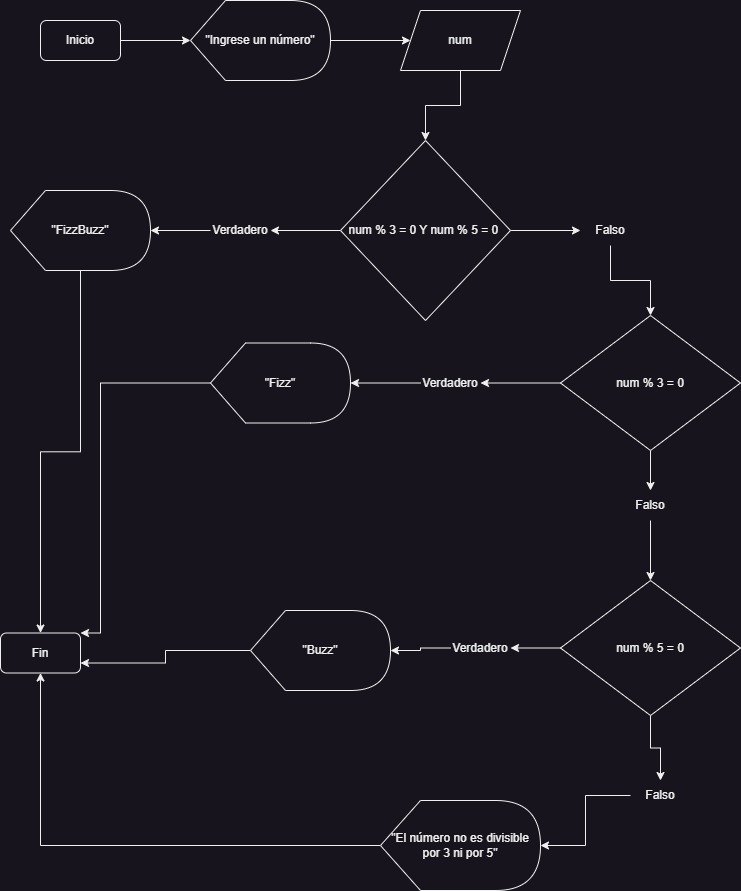 Inicio
"Ingrese un número"
num
"FizzBuzz"
Verdadero
num % 3 = 0 Y num % 5 = 0
Falso
"Fizz"
Verdadero
num % 3 = 0
Falso
Fin
"Buzz"
Verdadero
num % 5 = 0
Falso
"El número no es divisible
por 3 ni por 5"